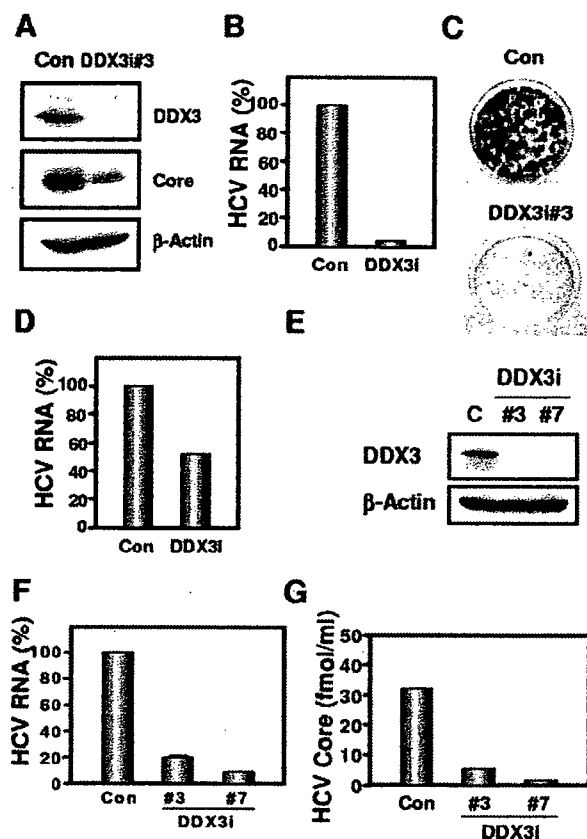 A
Con DDX3i#3
DDX3
Core
β-Actin
B
HCV RNA (%)
100
80
60
40
20
0
Con DDX3i
C
Con
DDX3i#3
D
HCV RNA (%)
100
80
60
40
20
0
Con DDX3i
E
DDX3i
C #3 #7
DDX3
β-Actin
F
HCV RNA (%)
100
80
60
40
20
0
Con #3 #7
DDX3i
G
HCV Core (fmol/ml)
50
40
30
20
10
0
Con #3 #7
DDX3i